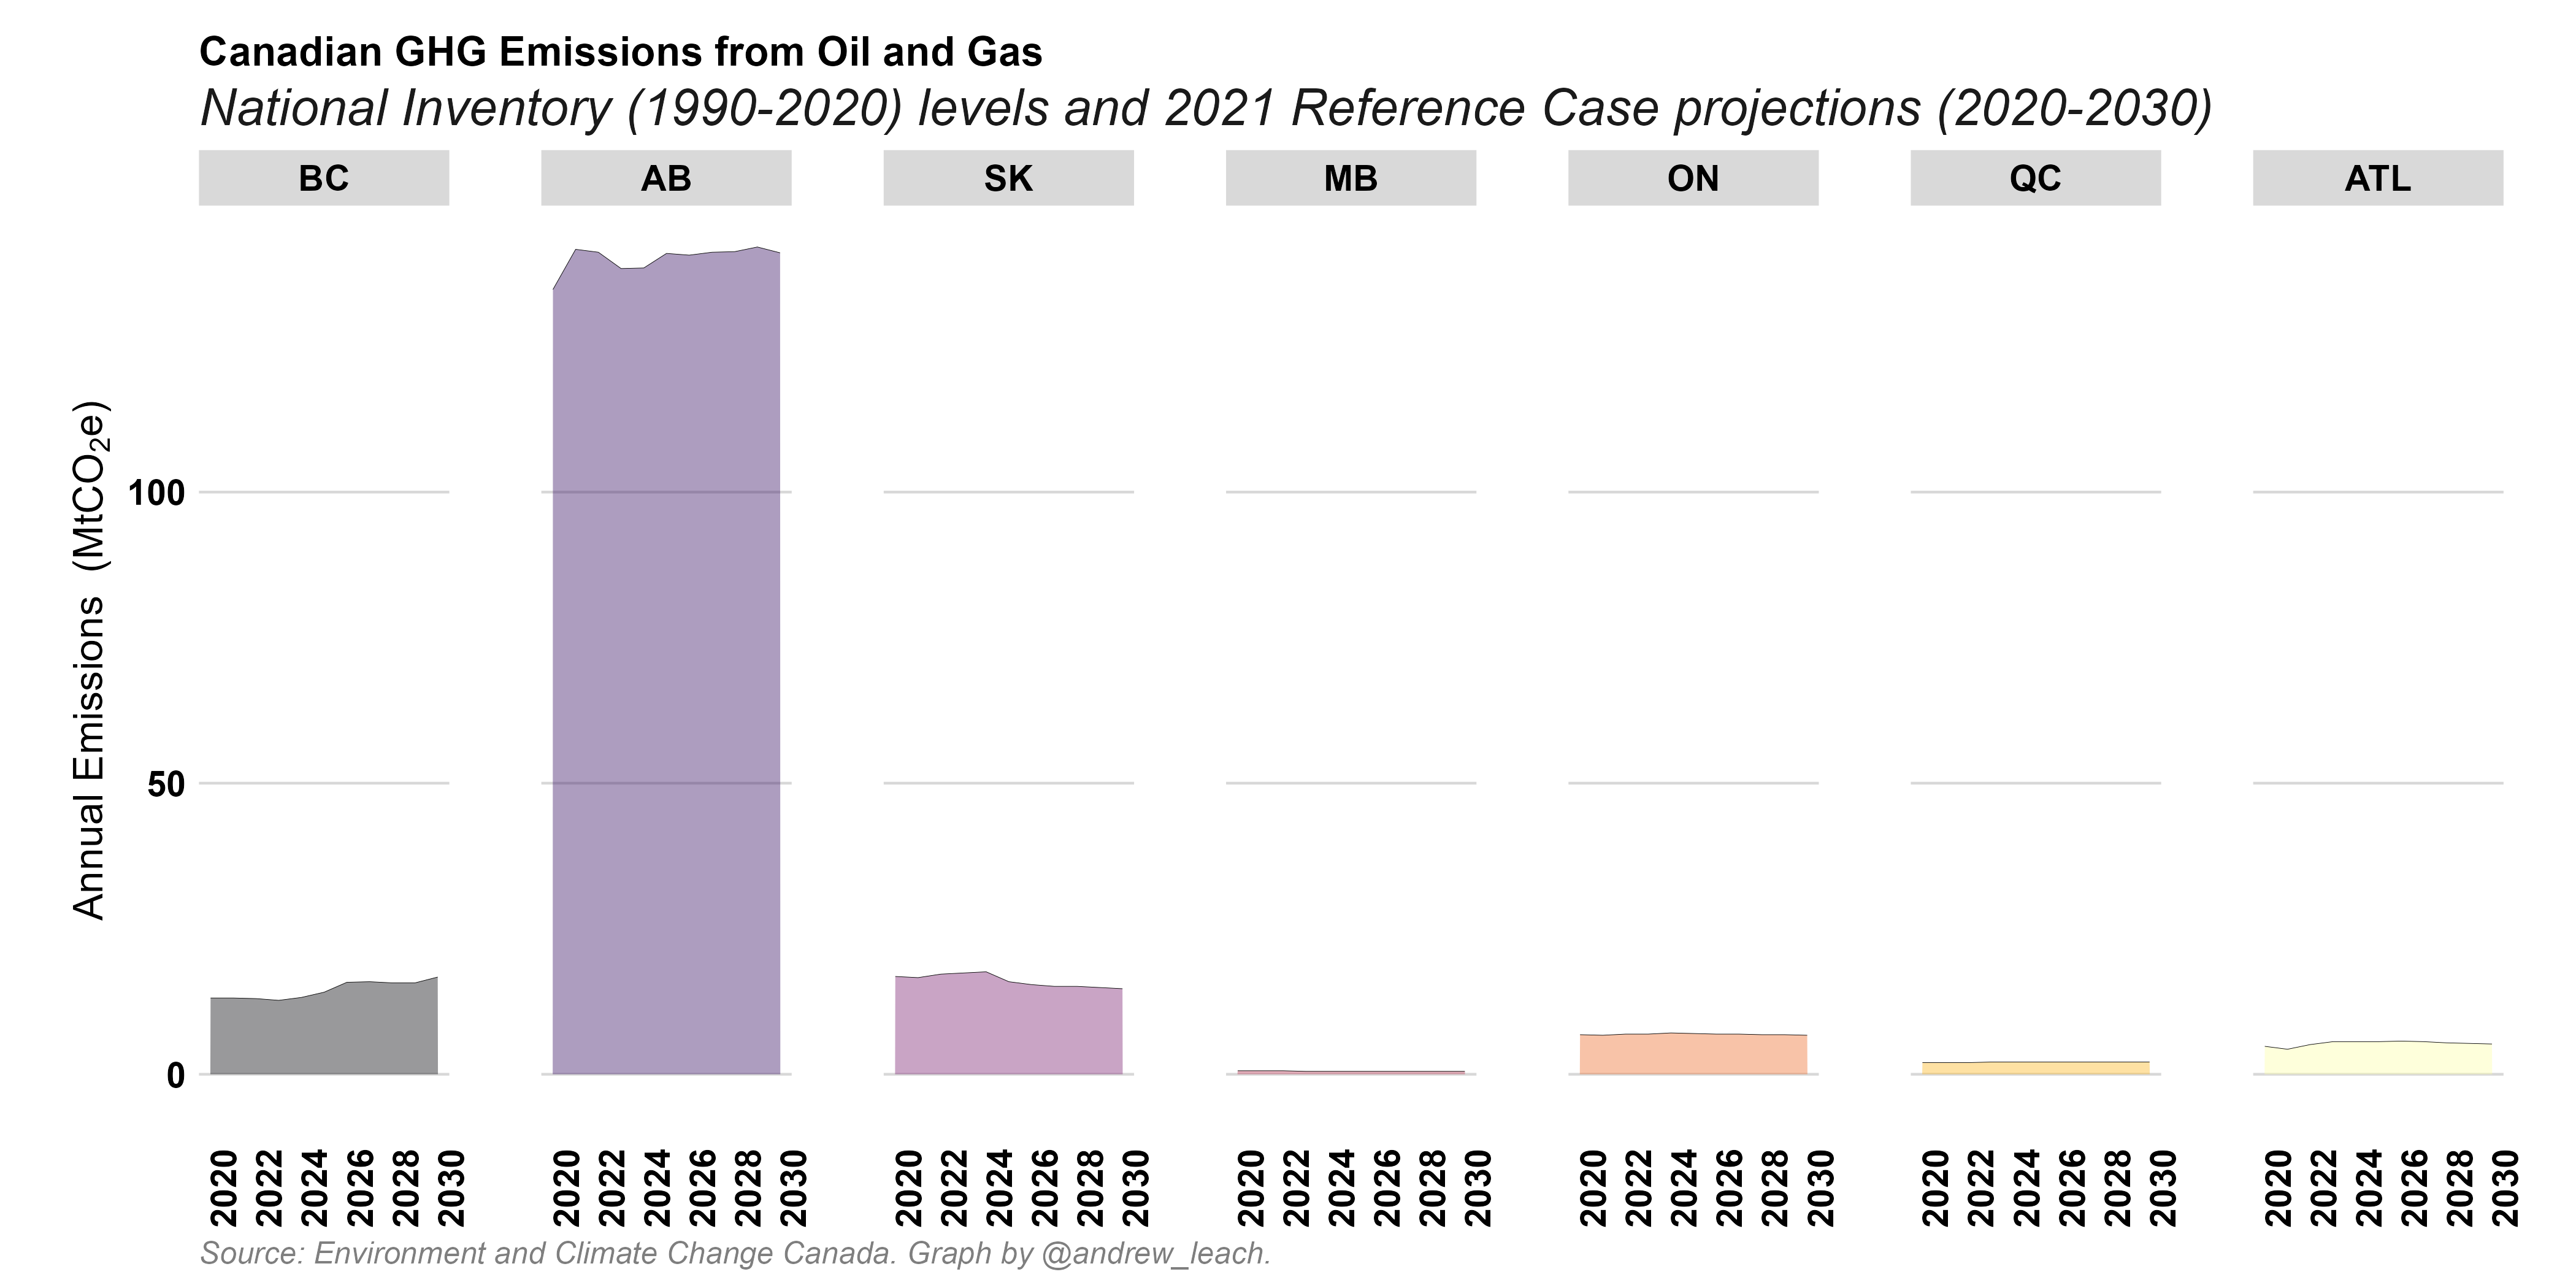 Canadian GHG Emissions from Oil and Gas
National Inventory (1990-2020) levels and 2021 Reference Case projections (2020-2030)
BC AB SK MB ON QC ATL
Annual Emissions (MtCO₂e)
100
50
0
2020 2022 2024 2026 2028 2030 2020 2022 2024 2026 2028 2030 2020 2022 2024 2026 2028 2030 2020 2022 2024 2026 2028 2030 2020 2022 2024 2026 2028 2030 2020 2022 2024 2026 2028 2030 2020 2022 2024 2026 2028 2030
Source: Environment and Climate Change Canada. Graph by @andrew_leach.